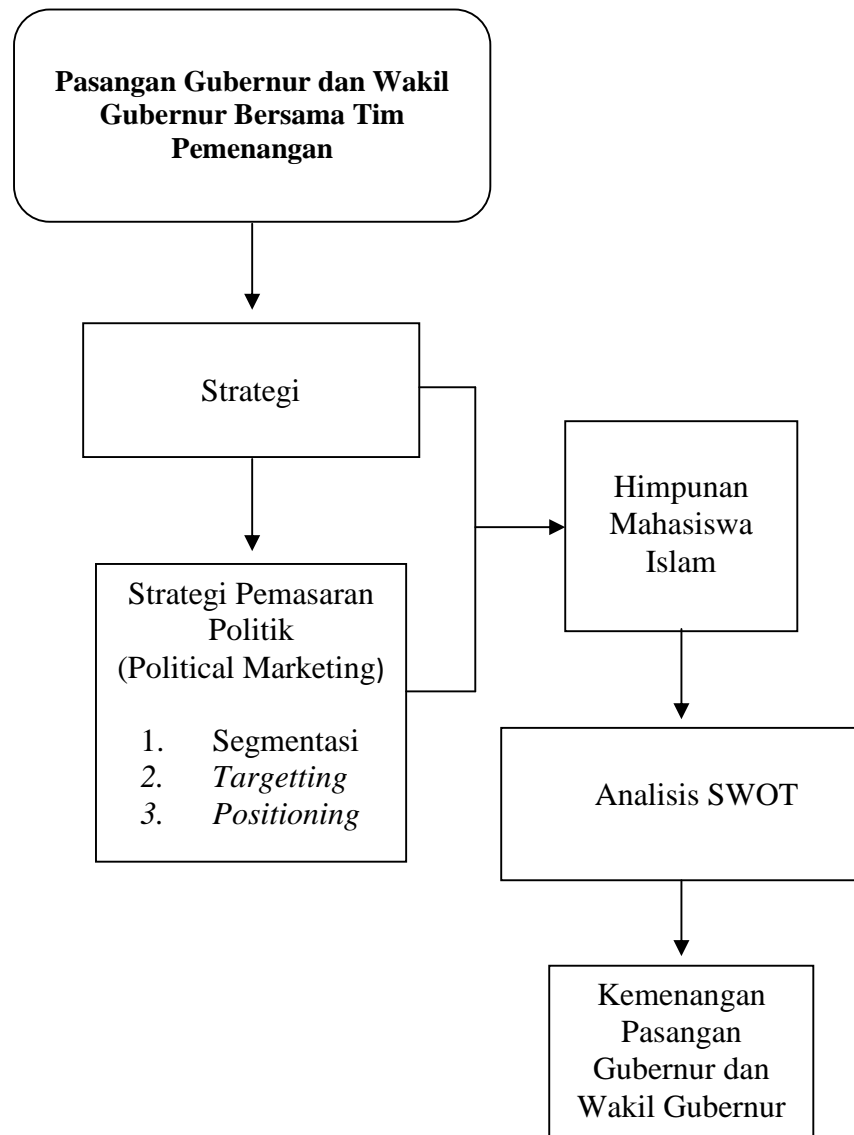 Pasangan Gubernur dan Wakil
Gubernur Bersama Tim
Pemenangan
Strategi
Strategi Pemasaran
Politik
(Political Marketing)
1. Segmentasi
2. Targetting
3. Positioning
Himpunan
Mahasiswa
Islam
Analisis SWOT
Kemenangan
Pasangan
Gubernur dan
Wakil Gubernur